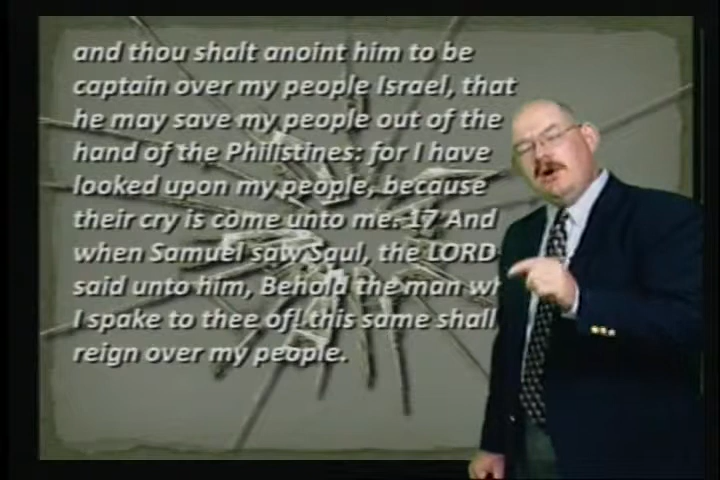 and thou shalt anoint him to be
captain over my people Israel, that
he may save my people out of the
hand of the Philistines: for I have
looked upon my people, because
their cry is come unto me. 17 And
when Samuel saw Saul, the LORD
said unto him, Behold the man
I spake to thee of! this same shall
reign over my people.